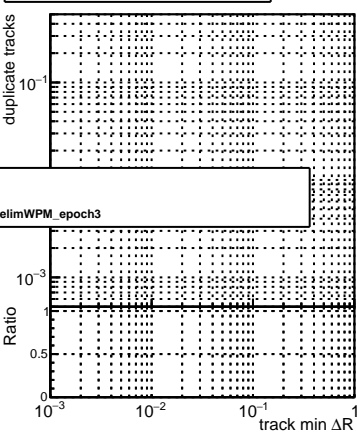 duplicate tracks
10⁻¹
elimWPM_epoch3
10⁻³
Ratio
1
0.5
0
10⁻³ 10⁻² 10⁻¹ 1
track min ΔR